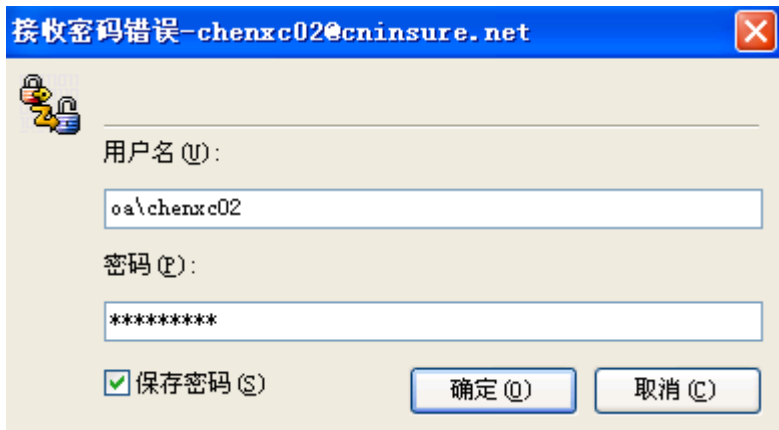 接收密码错误-chenxc02@cninsure.net
用户名(U):
oa\chenxc02
密码(P):
*********
保存密码(S)
确定(O)
取消(C)